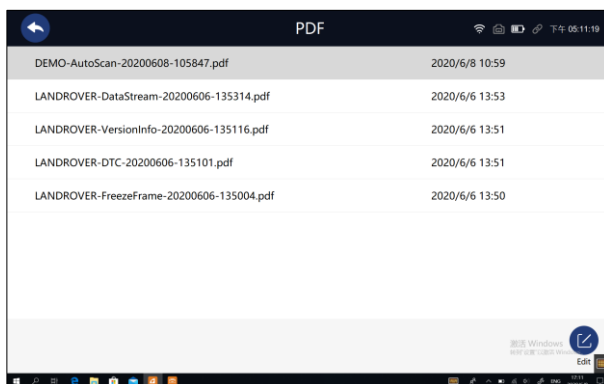 PDF
下午 05:11:19
DEMO-AutoScan-20200608-105847.pdf 2020/6/8 10:59
LANDROVER-DataStream-20200606-135314.pdf 2020/6/6 13:53
LANDROVER-VersionInfo-20200606-135116.pdf 2020/6/6 13:51
LANDROVER-DTC-20200606-135101.pdf 2020/6/6 13:51
LANDROVER-FreezeFrame-20200606-135004.pdf 2020/6/6 13:50
激活 Windows
Edit
ENG
17:11